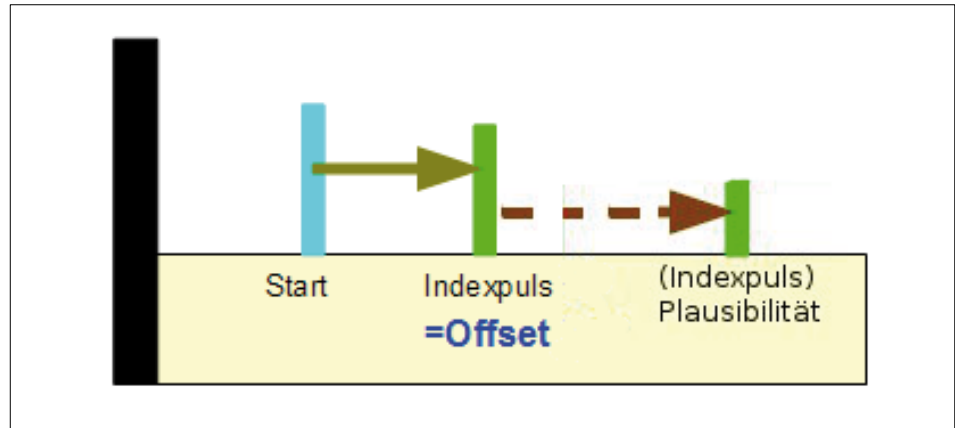 Start
Indexpuls
=Offset
(Indexpuls)
Plausibilität